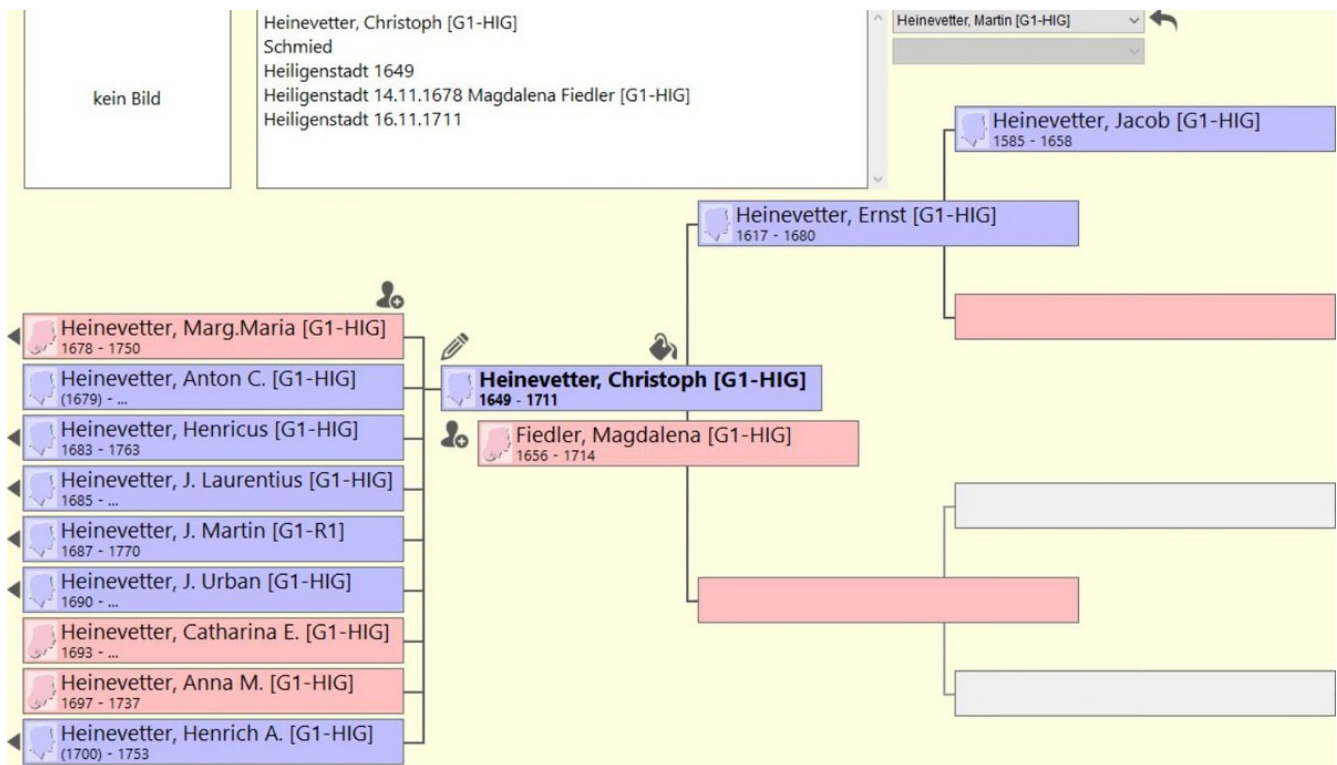 Heinevetter, Christoph [G1-HIG]
Schmied
Heiligenstadt 1649
Heiligenstadt 14.11.1678 Magdalena Fiedler [G1-HIG]
Heiligenstadt 16.11.1711
kein Bild
Heinevetter, Martin [G1-HIG]
Heinevetter, Jacob [G1-HIG]
1585 - 1658
Heinevetter, Ernst [G1-HIG]
1617 - 1680
Heinevetter, Marg.Maria [G1-HIG]
1678 - 1750
Heinevetter, Anton C. [G1-HIG]
(1679) - ...
Heinevetter, Henricus [G1-HIG]
1683 - 1763
Heinevetter, J. Laurentius [G1-HIG]
1685 - ...
Heinevetter, J. Martin [G1-R1]
1687 - 1770
Heinevetter, J. Urban [G1-HIG]
1690 - ...
Heinevetter, Catharina E. [G1-HIG]
1693 - ...
Heinevetter, Anna M. [G1-HIG]
1697 - 1737
Heinevetter, Henrich A. [G1-HIG]
(1700) - 1753
Heinevetter, Christoph [G1-HIG]
1649 - 1711
Fiedler, Magdalena [G1-HIG]
1656 - 1714